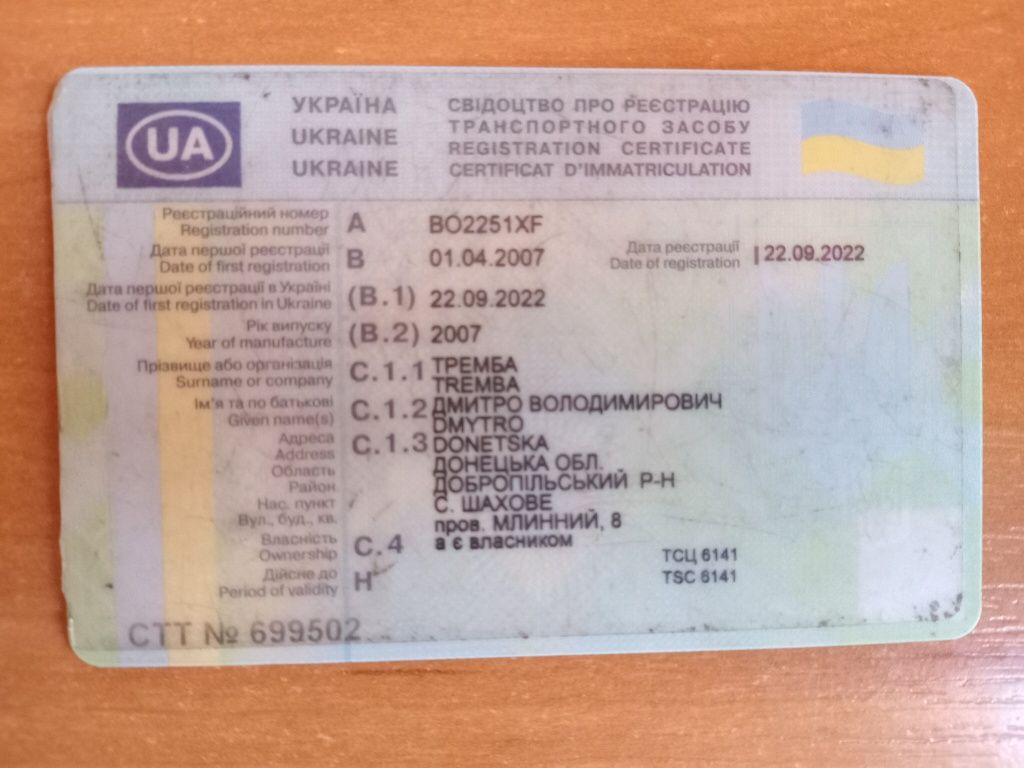 UA
УКРАЇНА
UKRAINE
UKRAINE
СВІДОЦТВО ПРО РЕЄСТРАЦІЮ
ТРАНСПОРТНОГО ЗАСОБУ
REGISTRATION CERTIFICATE
CERTIFICAT D'IMMATRICULATION
Реєстраційний номер
Registration number A BO2251XF
Дата першої реєстрації
Date of first registration B 01.04.2007
Дата реєстрації
Date of registration I 22.09.2022
Дата першої реєстрації в Україні
Date of first registration in Ukraine (B.1) 22.09.2022
Рік випуску
Year of manufacture (B.2) 2007
Прізвище або організація C.1.1 ТРЕМБА
Surname or company TREMBA
Ім'я та по батькові C.1.2 ДМИТРО ВОЛОДИМИРОВИЧ
Given name(s) DMYTRO
Адреса C.1.3 DONETSKA
Address
Область ДОНЕЦЬКА ОБЛ.
Район ДОБРОПІЛЬСЬКИЙ Р-Н
Нас. пункт С. ШАХОВЕ
Вул., буд., кв. пров. МЛИННИЙ, 8
Власність C.4 а є власником
Ownership
ТСЦ 6141
Дійсне до H TSC 6141
Period of validity
СТТ № 699502